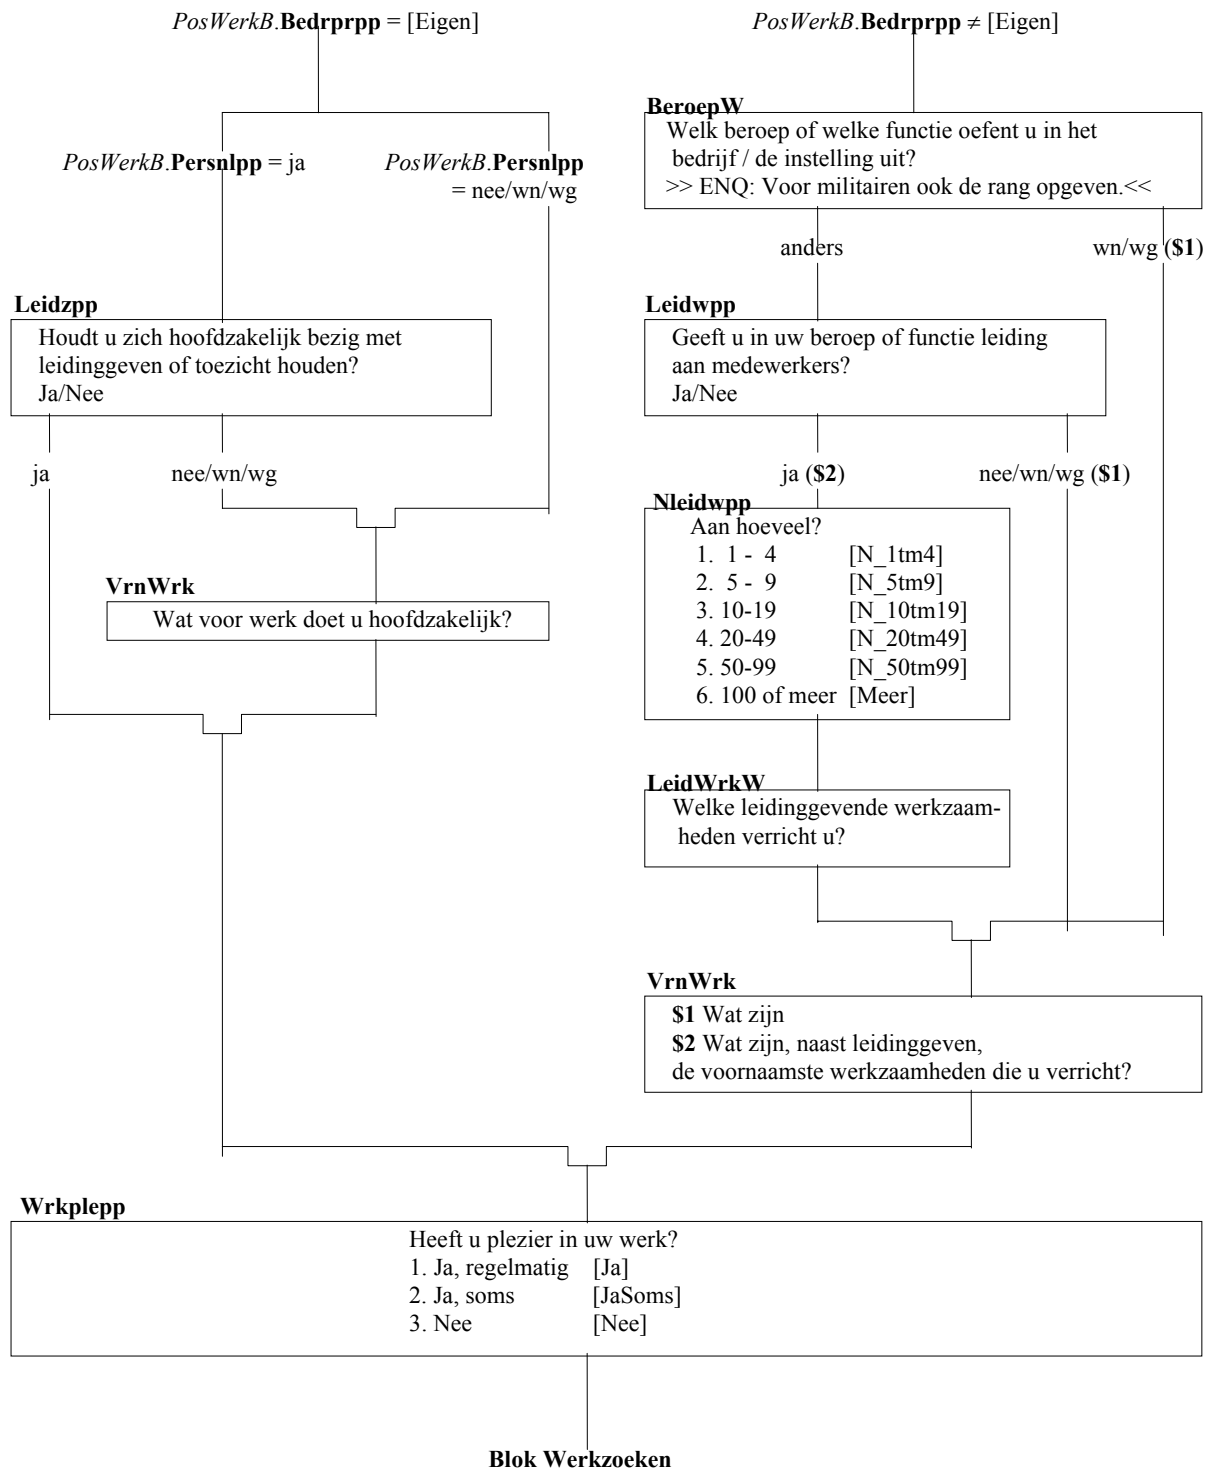 PosWerkB.Bedrprpp = [Eigen]
PosWerkB.Bedrprpp ≠ [Eigen]
PosWerkB.Persnlpp = ja
PosWerkB.Persnlpp
= nee/wn/wg
BeroepW
Welk beroep of welke functie oefent u in het
bedrijf / de instelling uit?
>> ENQ: Voor militairen ook de rang opgeven.<<
anders
wn/wg ($1)
Leidzpp
Houdt u zich hoofdzakelijk bezig met
leidinggeven of toezicht houden?
Ja/Nee
Leidwpp
Geeft u in uw beroep of functie leiding
aan medewerkers?
Ja/Nee
ja
nee/wn/wg
ja ($2)
nee/wn/wg ($1)
Nleidwpp
Aan hoeveel?
1. 1 - 4 [N_1tm4]
2. 5 - 9 [N_5tm9]
3. 10-19 [N_10tm19]
4. 20-49 [N_20tm49]
5. 50-99 [N_50tm99]
6. 100 of meer [Meer]
VrnWrk
Wat voor werk doet u hoofdzakelijk?
LeidWrkW
Welke leidinggevende werkzaam-
heden verricht u?
VrnWrk
$1 Wat zijn
$2 Wat zijn, naast leidinggeven,
de voornaamste werkzaamheden die u verricht?
Wrkplepp
Heeft u plezier in uw werk?
1. Ja, regelmatig [Ja]
2. Ja, soms [JaSoms]
3. Nee [Nee]
Blok Werkzoeken